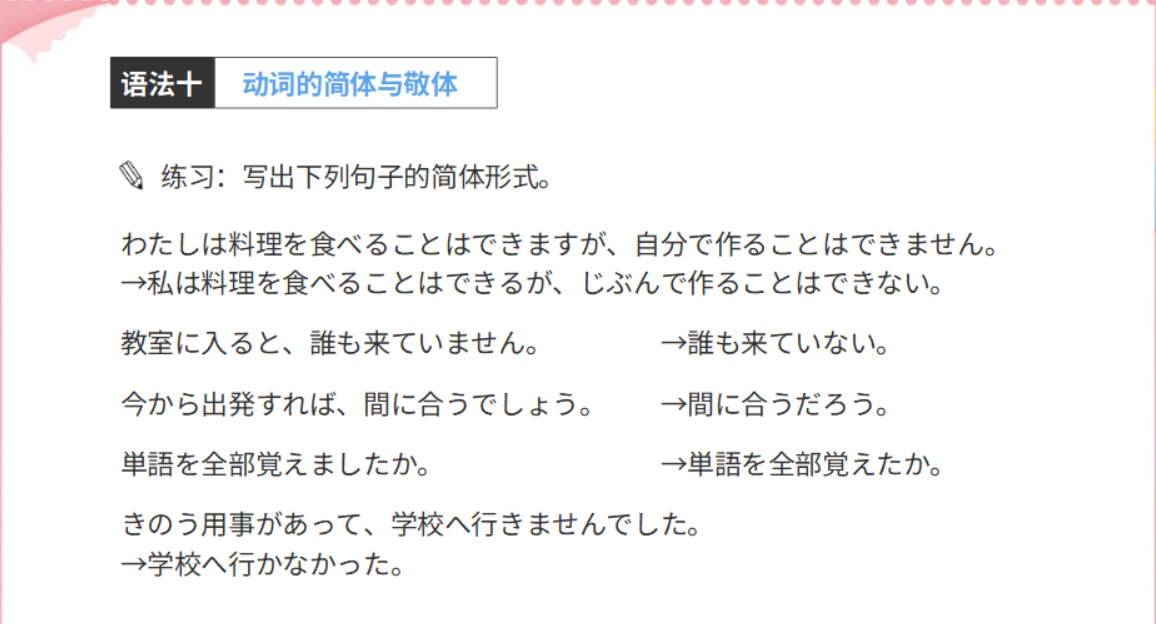 语法十 动词的简体与敬体
练习：写出下列句子的简体形式。
わたしは料理を食べることはできますが、自分で作ることはできません。
→私は料理を食べることはできるが、じぶんで作ることはできない。
教室に入ると、誰も来ていません。 →誰も来ていない。
今から出発すれば、間に合うでしょう。 →間に合うだろう。
単語を全部覚えましたか。 →単語を全部覚えたか。
きのう用事があって、学校へ行きませんでした。
→学校へ行かなかった。